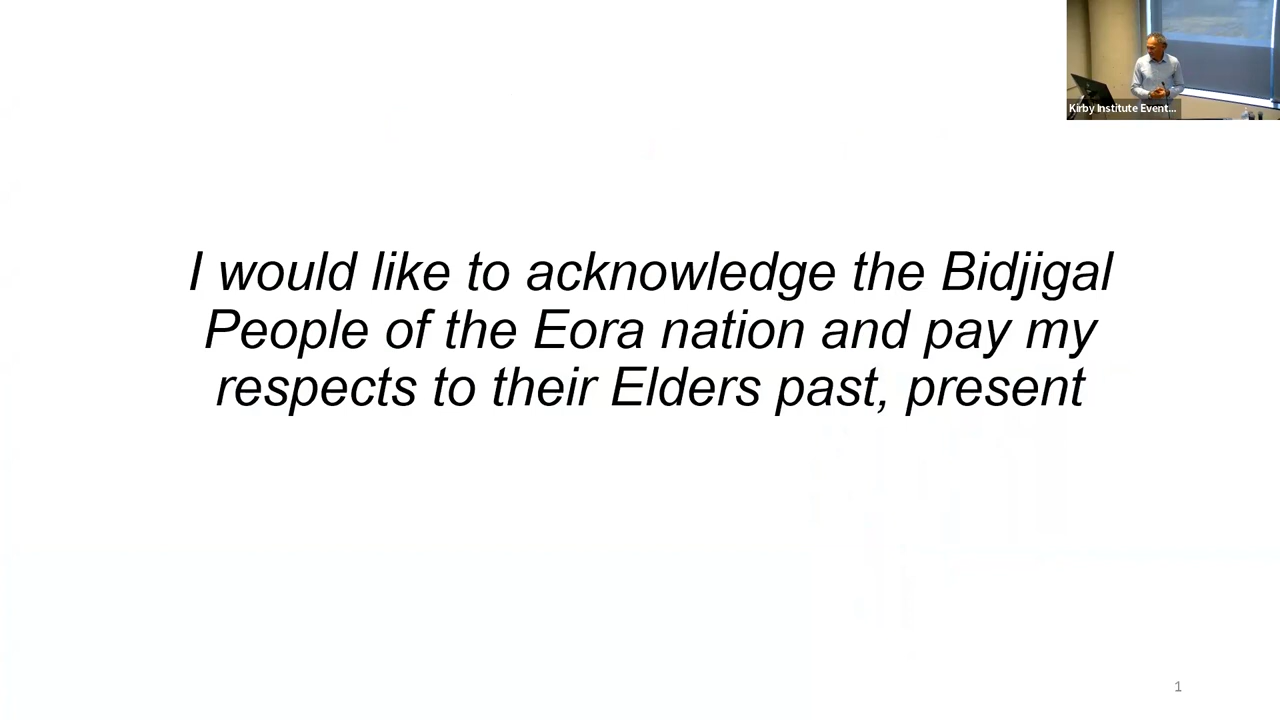 Kirby Institute Event...
I would like to acknowledge the Bidjigal
People of the Eora nation and pay my
respects to their Elders past, present
1